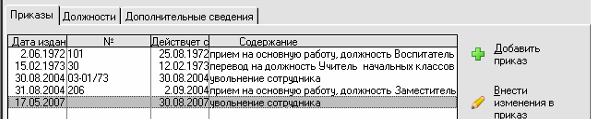 Приказы Должности Дополнительные сведения
Дата издан № Действует с Содержание
2.06.1972 101 25.08.1972 прием на основную работу, должность Воспитатель
15.02.1973 30 12.02.1973 перевод на должность Учитель начальных классов
30.08.2004 03-01/73 30.08.2004 увольнение сотрудника
31.08.2004 206 2.09.2004 прием на основную работу, должность Заместитель
17.05.2007 30.08.2007 увольнение сотрудника
Добавить
приказ
Внести
изменения в
приказ